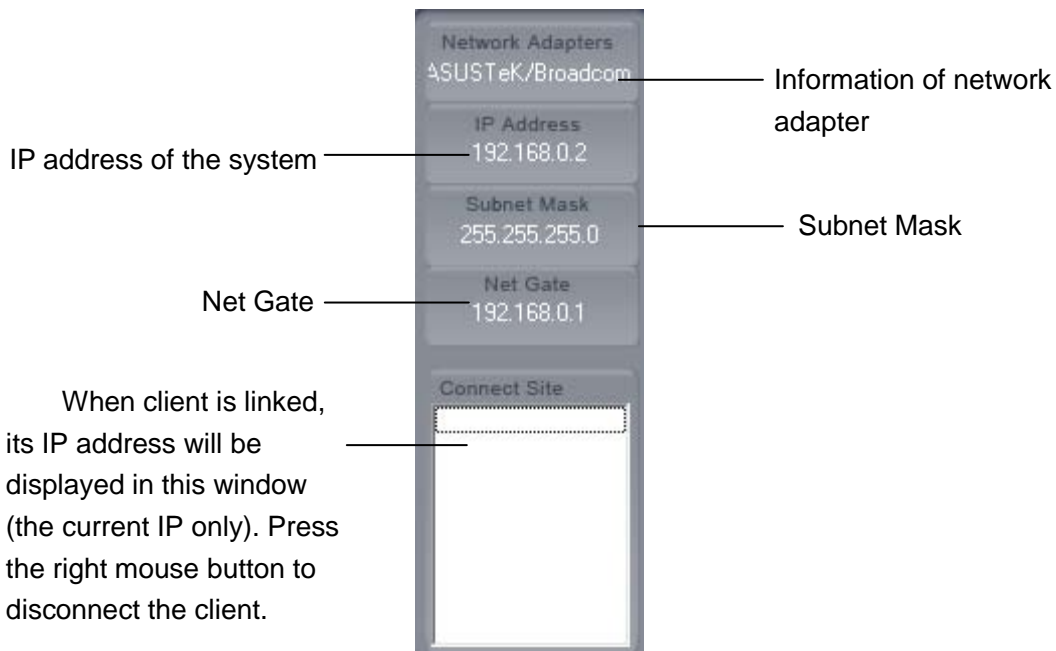 Network Adapters
ASUSTeK/Broadcom
Information of network
adapter
IP Address
192.168.0.2
IP address of the system
Subnet Mask
255.255.255.0
Subnet Mask
Net Gate
192.168.0.1
Net Gate
Connect Site
When client is linked,
its IP address will be
displayed in this window
(the current IP only). Press
the right mouse button to
disconnect the client.